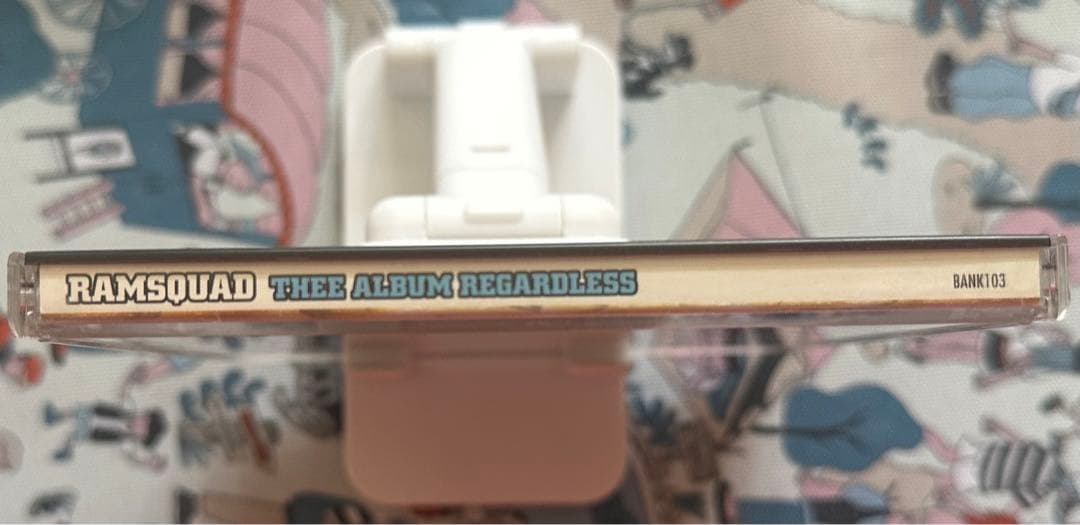 RAMSQUAD THEE ALBUM REGARDLESS BANK103